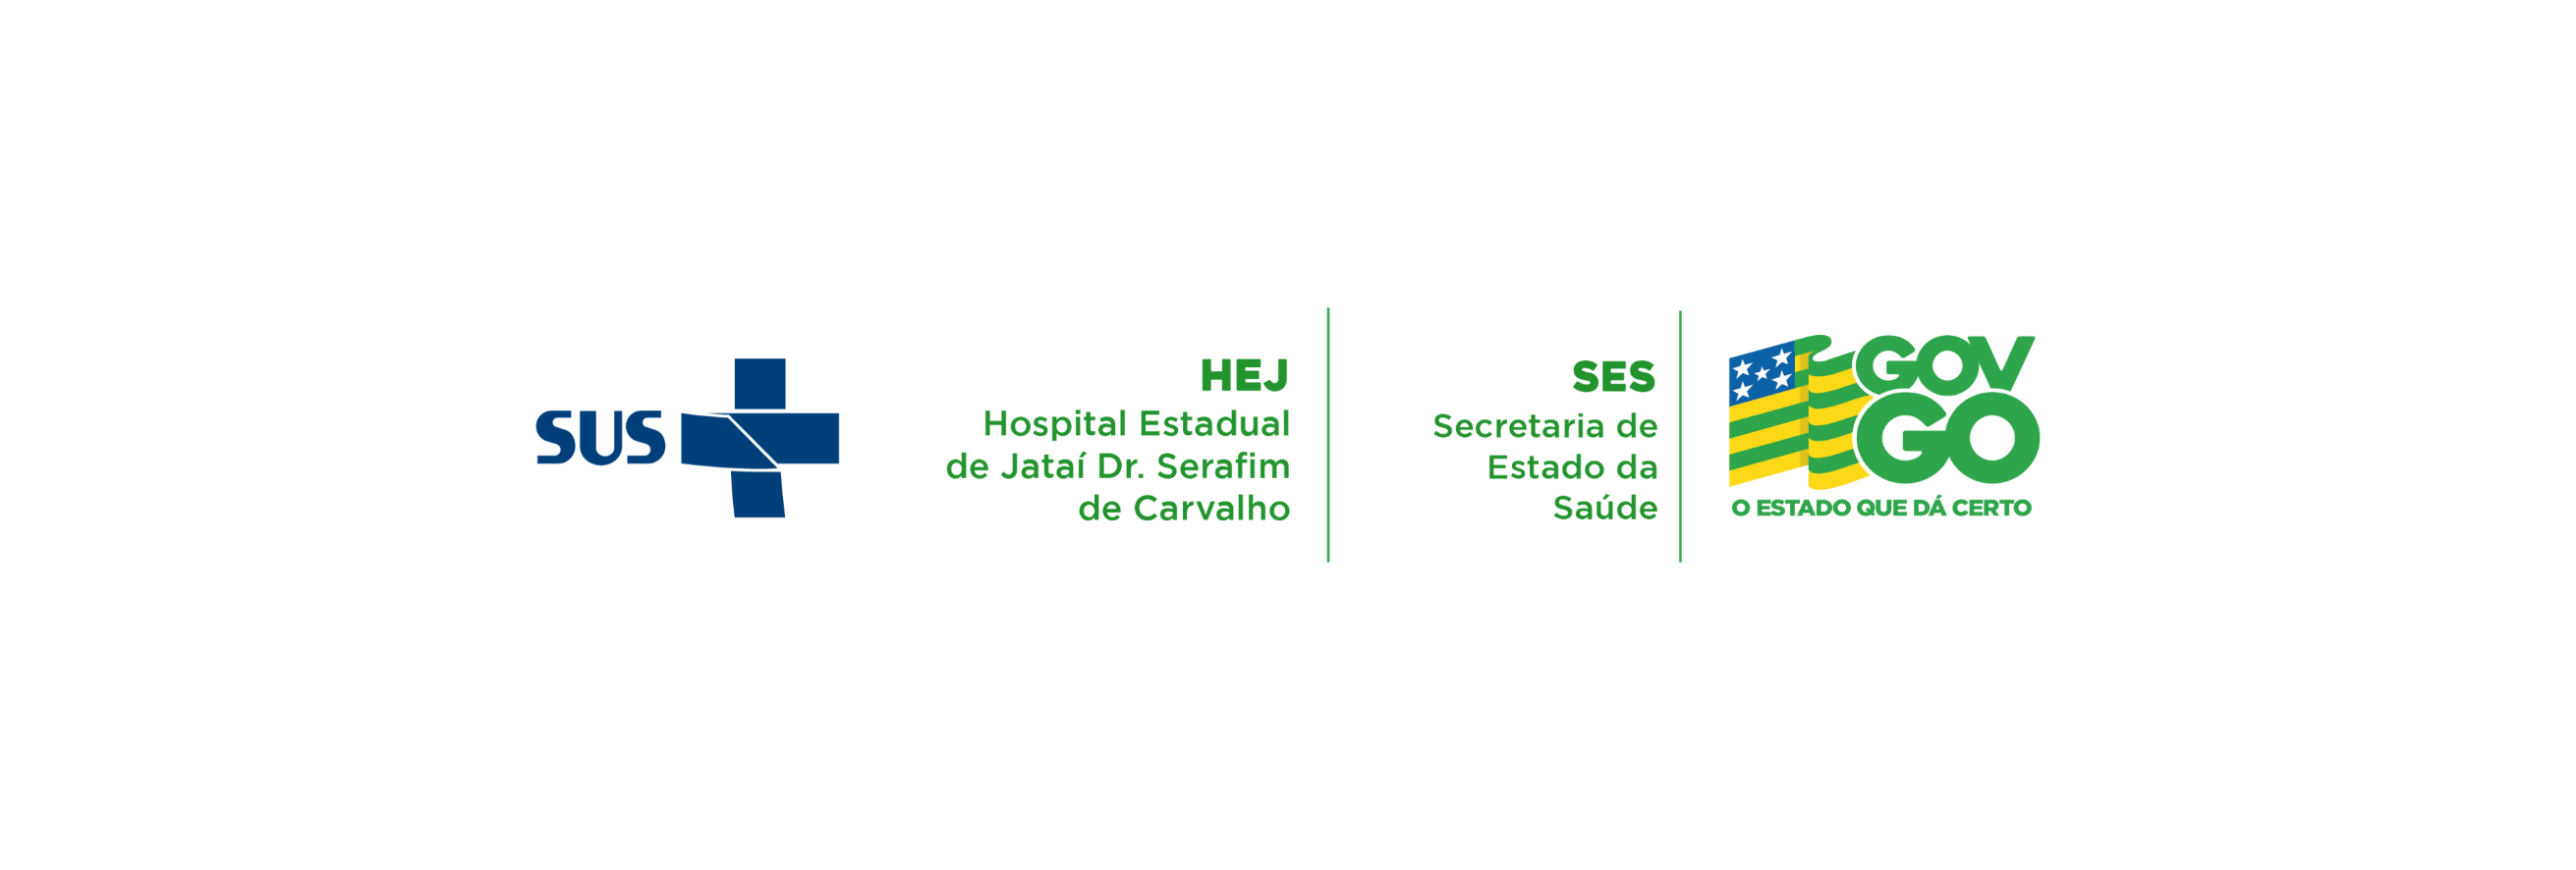 SUS
HEJ
Hospital Estadual
de Jataí Dr. Serafim
de Carvalho
SES
Secretaria de
Estado da
Saúde
GOV
GO
O ESTADO QUE DÁ CERTO